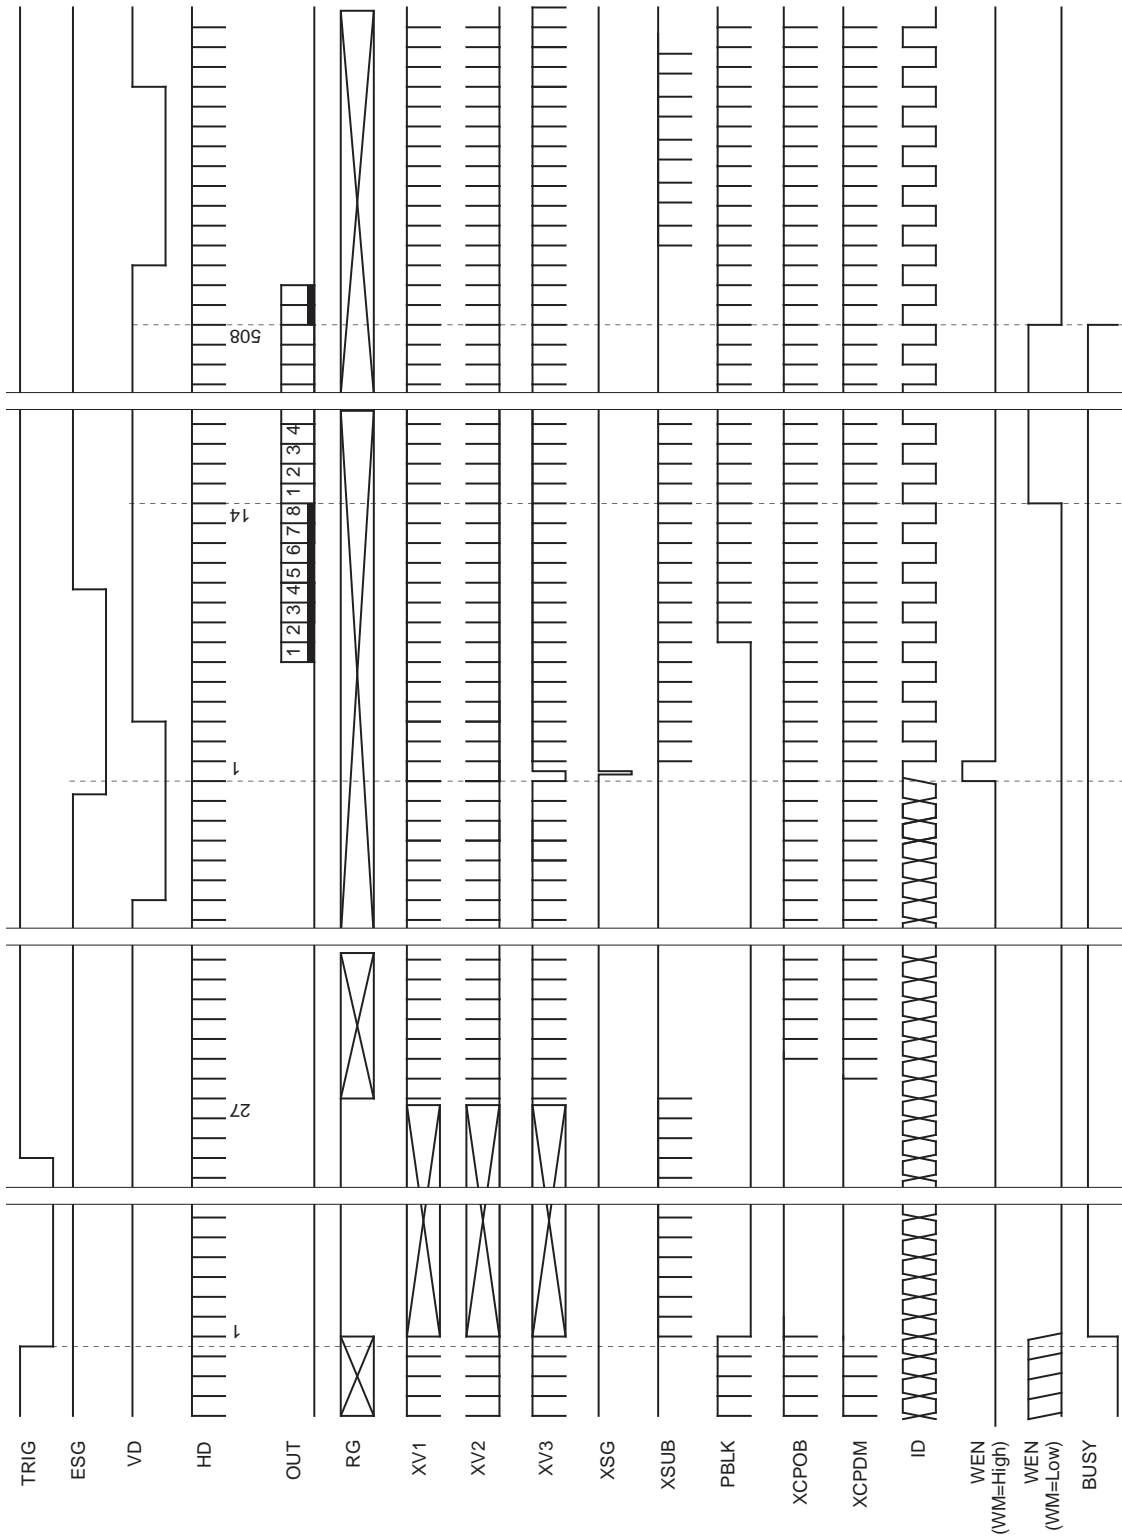 TRIG
ESG
VD
HD
1
27
1
14
508
OUT
1 2 3 4 5 6 7 8 1 2 3 4
RG
XV1
XV2
XV3
XSG
XSUB
PBLK
XCPOB
XCPDM
ID
WEN
(WM=High)
WEN
(WM=Low)
BUSY